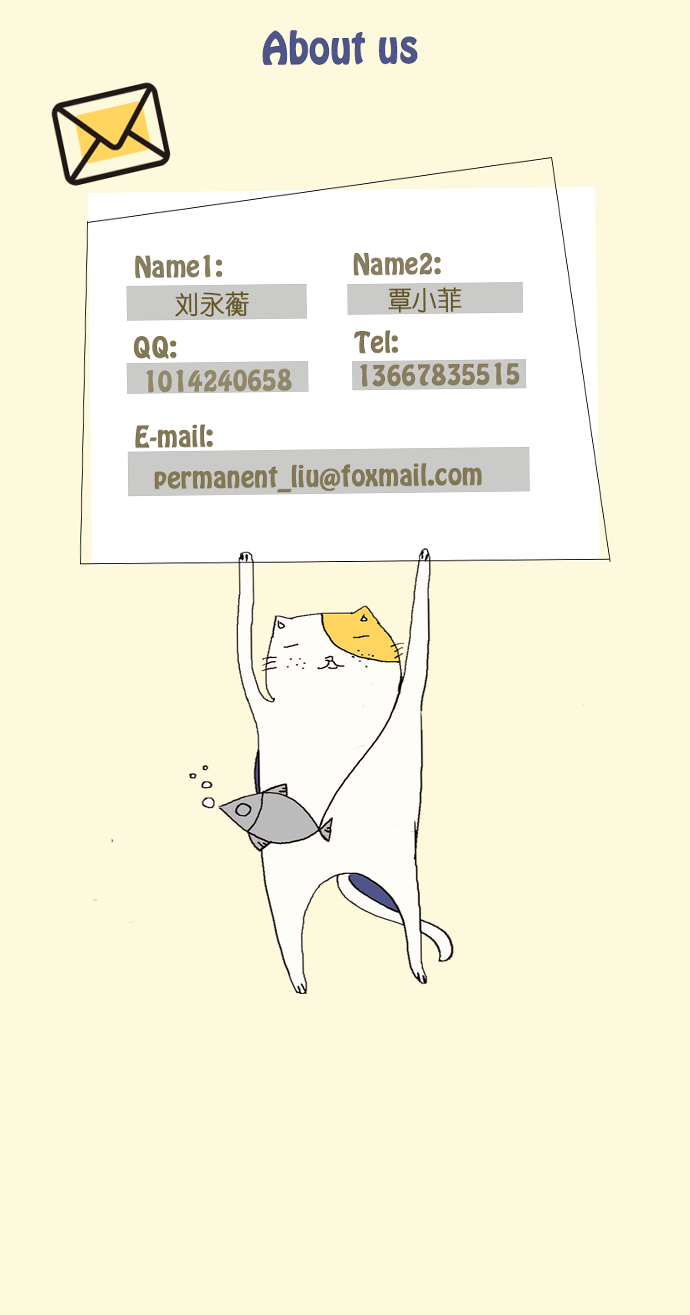 About us
Name1: Name2:
刘永蘅 覃小菲
QQ: Tel:
1014240658 13667835515
E-mail:
permanent_liu@foxmail.com